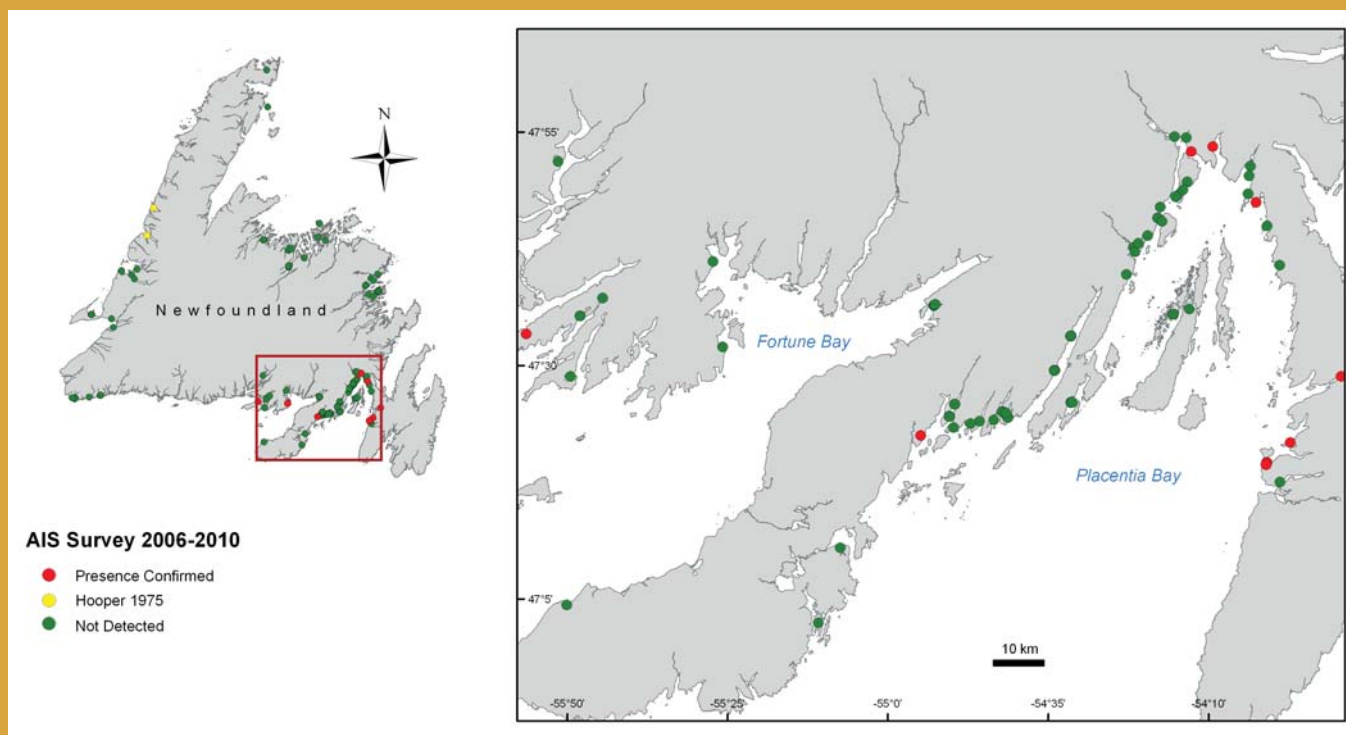 N
Newfoundland
AIS Survey 2006-2010
Presence Confirmed
Hooper 1975
Not Detected
47°55'
47°30'
47°5'
Fortune Bay
Placentia Bay
10 km
-55°50'
-55°25'
-55°0'
-54°35'
-54°10'